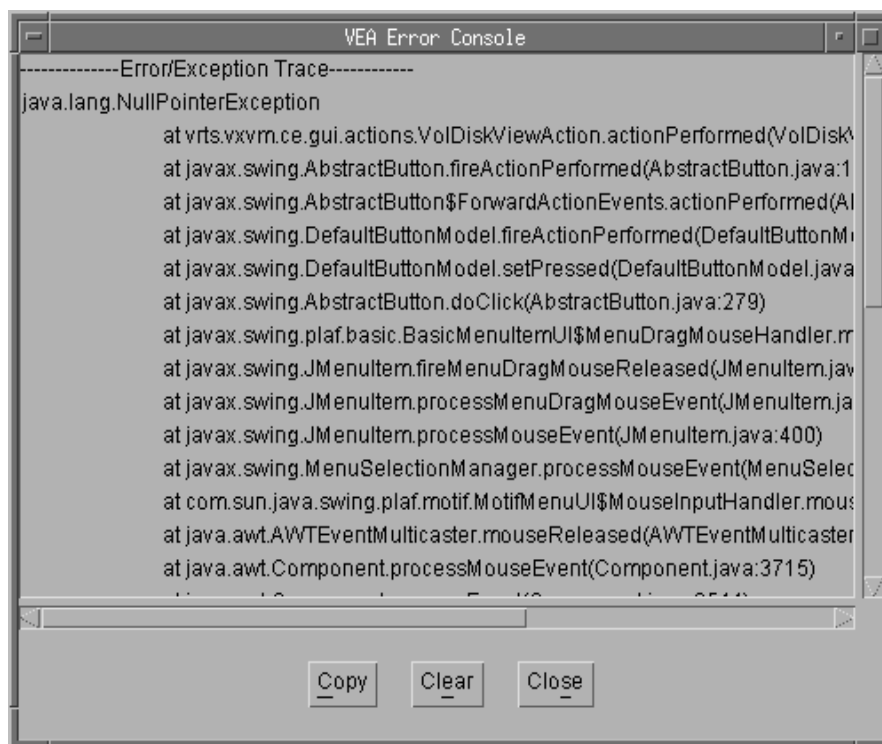 VEA Error Console
--------------Error/Exception Trace------------
java.lang.NullPointerException
at vrts.vxvm.ce.gui.actions.VolDiskViewAction.actionPerformed(VolDiskV
at javax.swing.AbstractButton.fireActionPerformed(AbstractButton.java:1
at javax.swing.AbstractButton$ForwardActionEvents.actionPerformed(Al
at javax.swing.DefaultButtonModel.fireActionPerformed(DefaultButtonM
at javax.swing.DefaultButtonModel.setPressed(DefaultButtonModel.java
at javax.swing.AbstractButton.doClick(AbstractButton.java:279)
at javax.swing.plaf.basic.BasicMenuItemUI$MenuDragMouseHandler.m
at javax.swing.JMenuItem.fireMenuDragMouseReleased(JMenuItem.jav
at javax.swing.JMenuItem.processMenuDragMouseEvent(JMenuItem.ja
at javax.swing.JMenuItem.processMouseEvent(JMenuItem.java:400)
at javax.swing.MenuSelectionManager.processMouseEvent(MenuSelec
at com.sun.java.swing.plaf.motif.MotifMenuUI$MouseInputHandler.mous
at java.awt.AWTEventMulticaster.mouseReleased(AWTEventMulticaster
at java.awt.Component.processMouseEvent(Component.java:3715)
Copy Clear Close